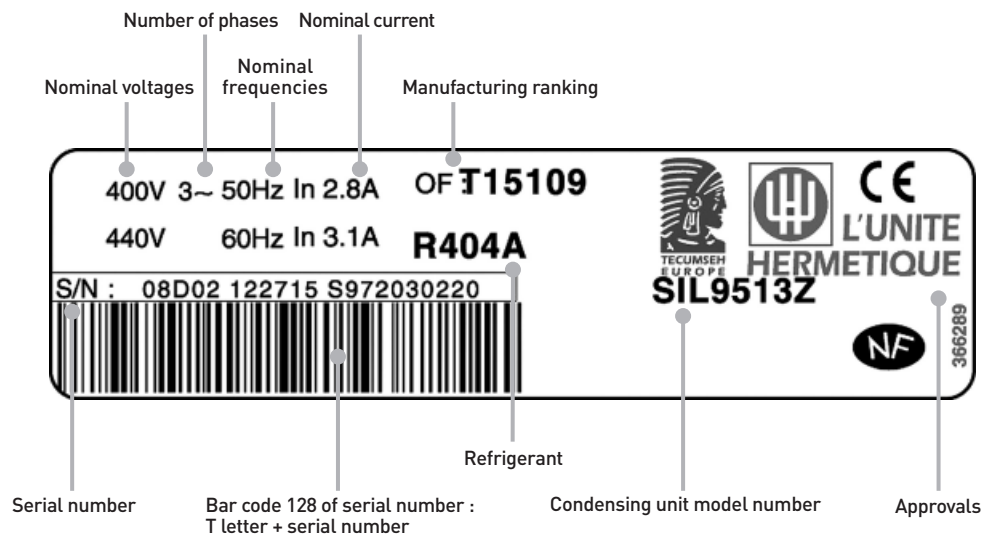 Number of phases
Nominal current
Nominal voltages
Nominal
frequencies
Manufacturing ranking
400V 3~ 50Hz In 2.8A
OF : T15109
440V 60Hz In 3.1A
R404A
TECUMSEH
EUROPE
CE
L'UNITE
HERMETIQUE
S/N : 08D02 122715 S972030220
SIL9513Z
NF
366289
Refrigerant
Serial number
Bar code 128 of serial number :
T letter + serial number
Condensing unit model number
Approvals